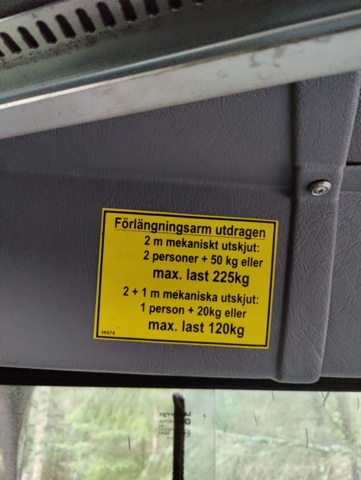 Förlängningsarm utdragen
2 m mekaniskt utskjut:
2 personer + 50 kg eller
max. last 225kg
2 + 1 m mekaniska utskjut:
1 person + 20kg eller
max. last 120kg